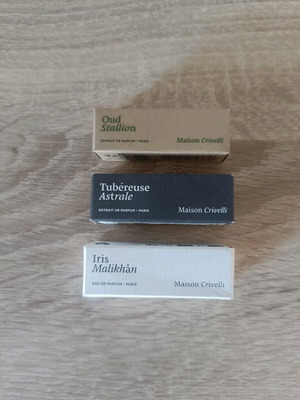 Oud
Stallion
EXTRAIT DE PARFUM • PARIS
Maison Crivelli
Tubéreuse
Astrale
EXTRAIT DE PARFUM • PARIS
Maison Crivelli
Iris
Malikhân
EAU DE PARFUM • PARIS
Maison Crivelli